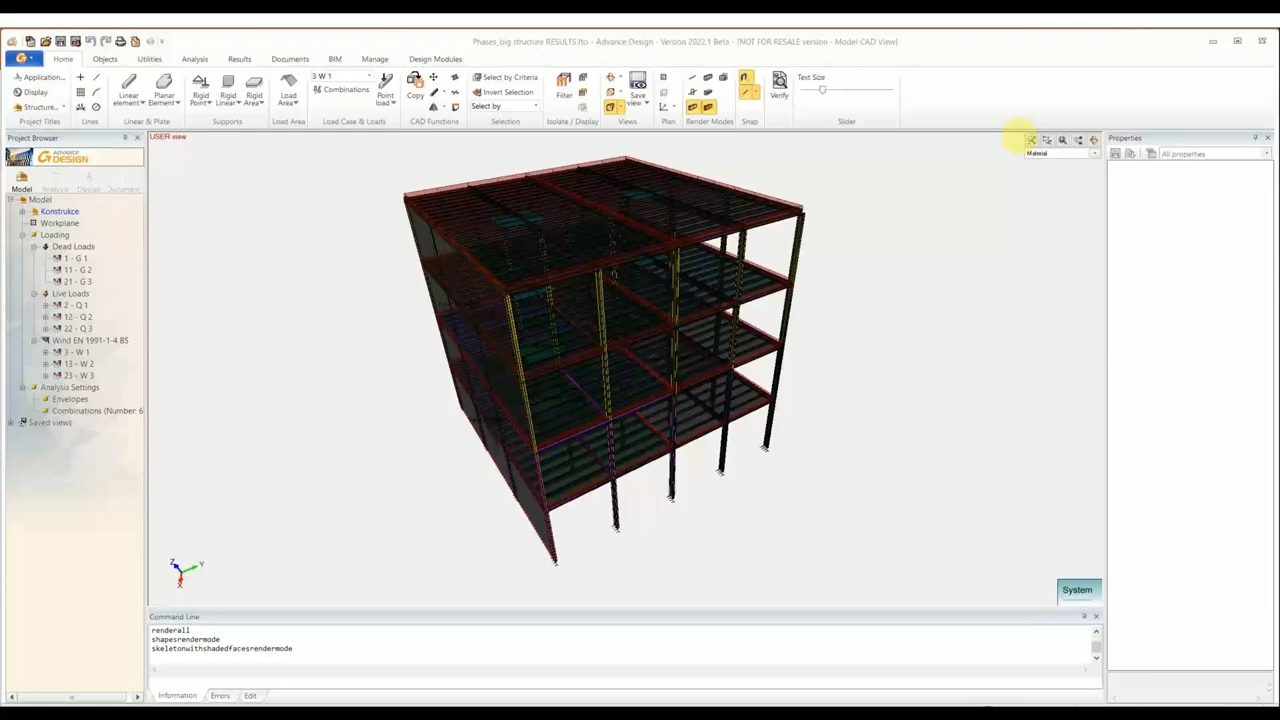 Phases_big structure RESULTS.fto - Advance Design - Version 2022.1 Beta - [NOT FOR RESALE version - Model CAD View]
Home
Objects
Utilities
Analysis
Results
Documents
BIM
Manage
Design Modules
Application...
Display
Structure...
Project Titles
Lines
Linear element
Planar Element
Linear & Plate
Rigid Point
Rigid Linear
Rigid Area
Supports
Load Area
Load Area
3 W 1
Combinations
Point load
Load Case & Loads
Copy
CAD Functions
Select by Criteria
Invert Selection
Select by
Selection
Filter
Isolate / Display
Save view
Views
Plan
Render Modes
Snap
Verify
Text Size
Slider
Project Browser
ADVANCE
DESIGN
Model
Analysis
Design
Document
Model
Konstrukce
Workplane
Loading
Dead Loads
1 - G 1
11 - G 2
21 - G 3
Live Loads
2 - Q 1
12 - Q 2
22 - Q 3
Wind EN 1991-1-4 BS
3 - W 1
13 - W 2
23 - W 3
Analysis Settings
Envelopes
Combinations (Number: 6
Saved views
USER view
Material
Z
Y
X
System
Properties
All properties
Command Line
renderall
shapesrendermode
skeletonwithshadedfacesrendermode
Information
Errors
Edit